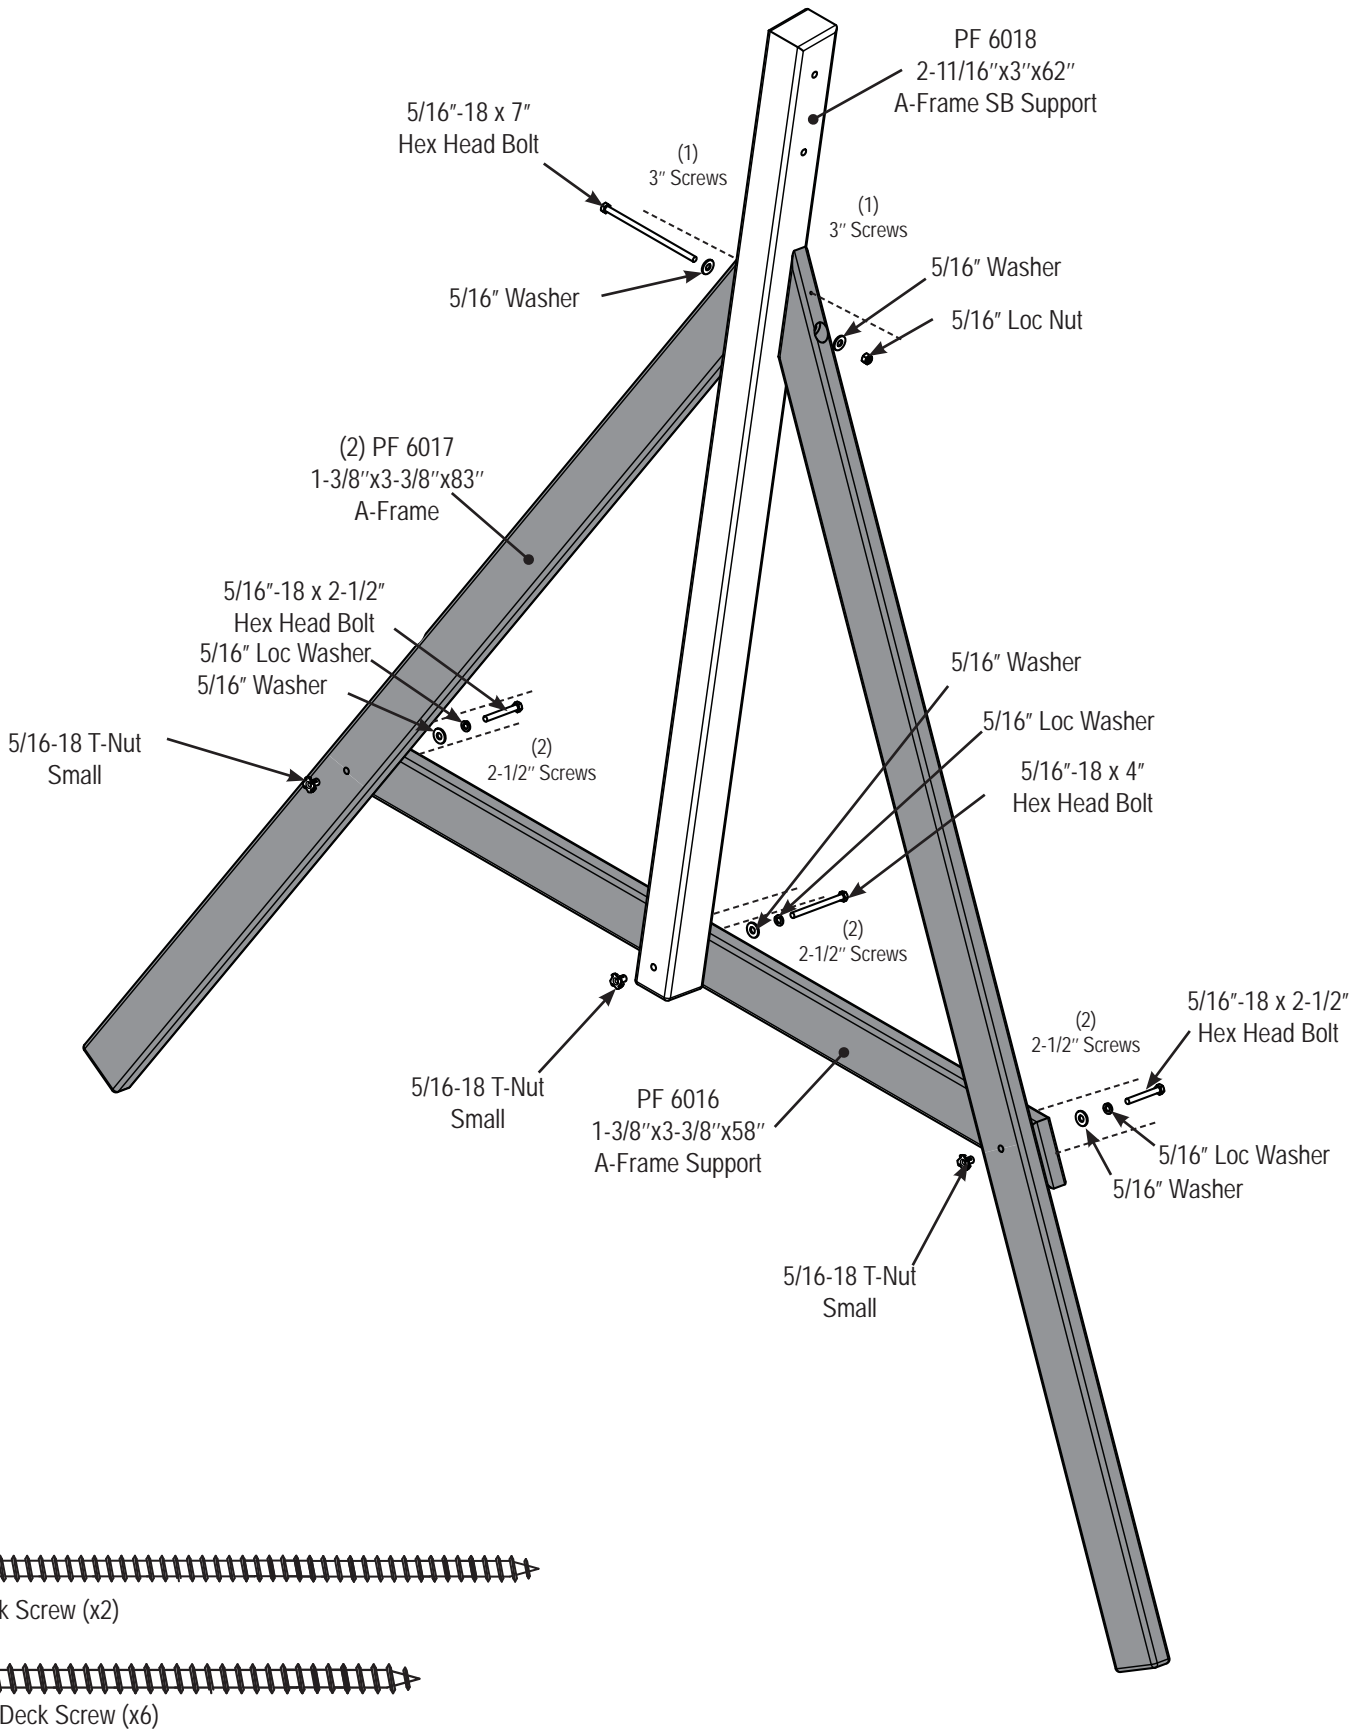 PF 6018
2-11/16"x3"x62"
A-Frame SB Support
5/16"-18 x 7"
Hex Head Bolt
(1)
3" Screws
(1)
3" Screws
5/16" Washer
5/16" Washer
5/16" Loc Nut
(2) PF 6017
1-3/8"x3-3/8"x83"
A-Frame
5/16"-18 x 2-1/2"
Hex Head Bolt
5/16" Loc Washer
5/16" Washer
5/16-18 T-Nut
Small
(2)
2-1/2" Screws
5/16" Washer
5/16" Loc Washer
5/16"-18 x 4"
Hex Head Bolt
(2)
2-1/2" Screws
5/16-18 T-Nut
Small
PF 6016
1-3/8"x3-3/8"x58"
A-Frame Support
(2)
2-1/2" Screws
5/16"-18 x 2-1/2"
Hex Head Bolt
5/16" Loc Washer
5/16" Washer
5/16-18 T-Nut
Small
k Screw (x2)
Deck Screw (x6)